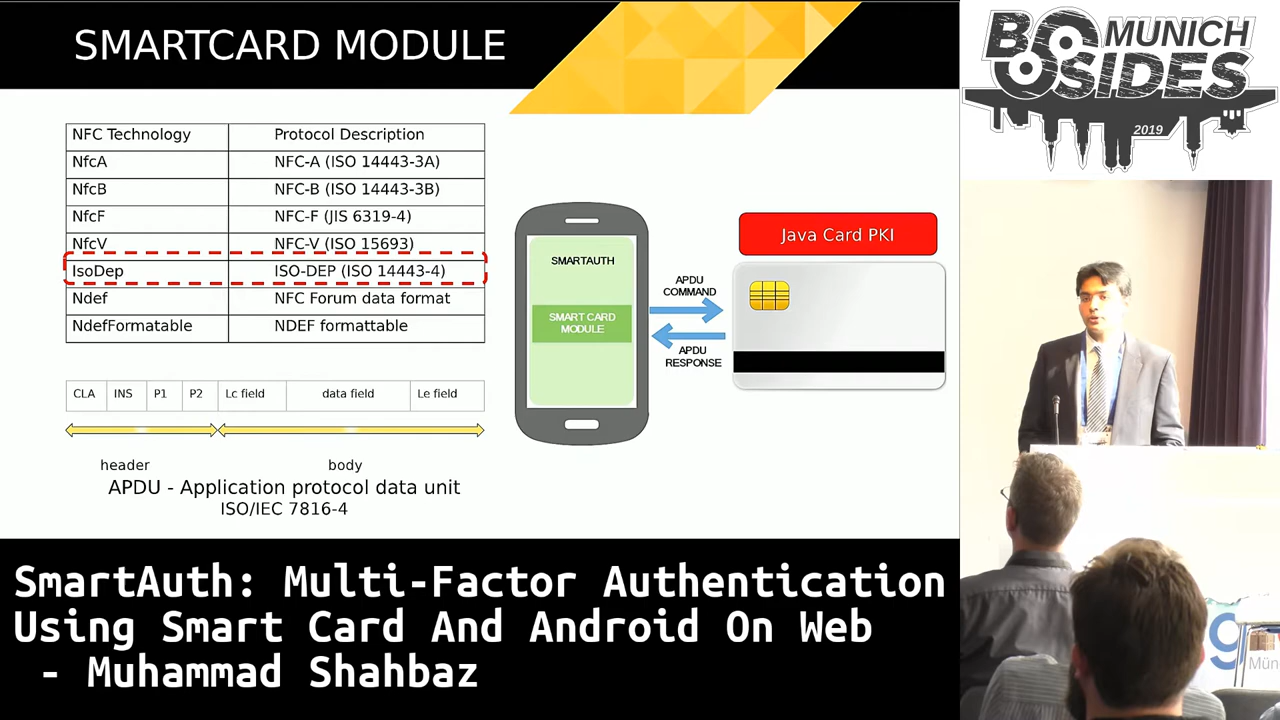 SMARTCARD MODULE
NFC Technology Protocol Description
NfcA NFC-A (ISO 14443-3A)
NfcB NFC-B (ISO 14443-3B)
NfcF NFC-F (JIS 6319-4)
NfcV NFC-V (ISO 15693)
IsoDep ISO-DEP (ISO 14443-4)
Ndef NFC Forum data format
NdefFormatable NDEF formattable
CLA INS P1 P2 Lc field data field Le field
header body
APDU - Application protocol data unit
ISO/IEC 7816-4
SMARTAUTH
SMART CARD
MODULE
APDU
COMMAND
APDU
RESPONSE
Java Card PKI
BSIDES MUNICH
2019
SmartAuth: Multi-Factor Authentication
Using Smart Card And Android On Web
- Muhammad Shahbaz
g
Mün